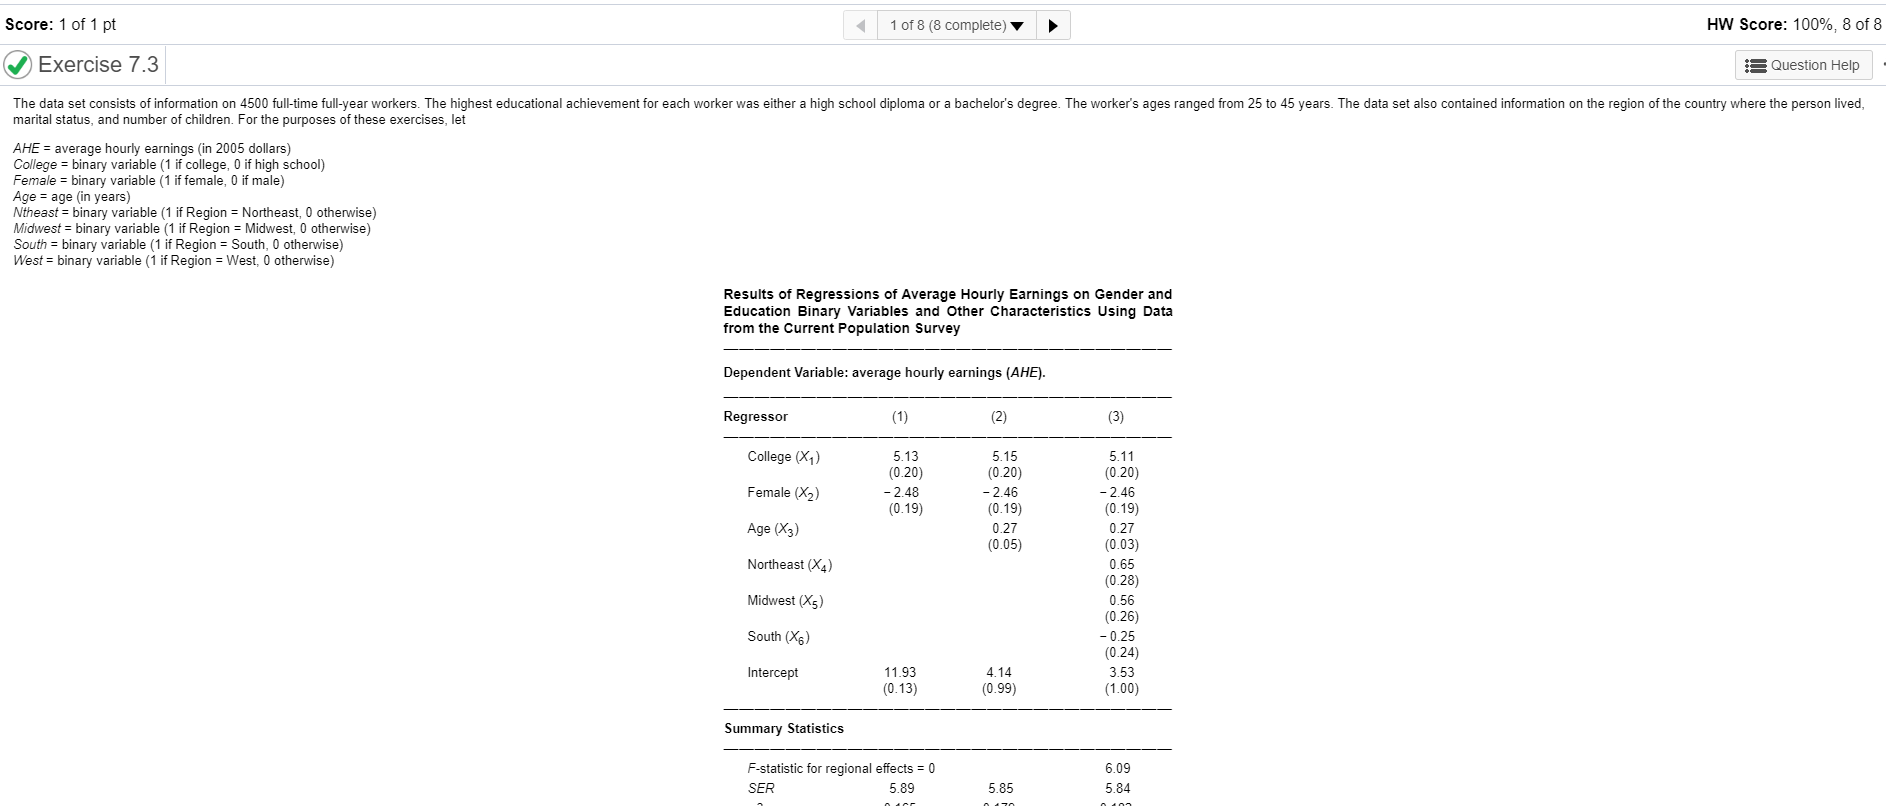 Score: 1 of 1 pt
1 of 8 (8 complete)
HW Score: 100%, 8 of 8
Exercise 7.3
Question Help
The data set consists of information on 4500 full-time full-year workers. The highest educational achievement for each worker was either a high school diploma or a bachelor's degree. The worker's ages ranged from 25 to 45 years. The data set also contained information on the region of the country where the person lived,
marital status, and number of children. For the purposes of these exercises, let
AHE = average hourly earnings (in 2005 dollars)
College = binary variable (1 if college, 0 if high school)
Female = binary variable (1 if female, 0 if male)
Age = age (in years)
Ntheast = binary variable (1 if Region = Northeast, 0 otherwise)
Midwest = binary variable (1 if Region = Midwest, 0 otherwise)
South = binary variable (1 if Region = South, 0 otherwise)
West = binary variable (1 if Region = West, 0 otherwise)
Results of Regressions of Average Hourly Earnings on Gender and
Education Binary Variables and Other Characteristics Using Data
from the Current Population Survey
Dependent Variable: average hourly earnings (AHE).
Regressor (1) (2) (3)
College (X₁) 5.13 5.15 5.11
(0.20) (0.20) (0.20)
Female (X₂) − 2.48 − 2.46 − 2.46
(0.19) (0.19) (0.19)
Age (X₃) 0.27 0.27
(0.05) (0.03)
Northeast (X₄) 0.65
(0.28)
Midwest (X₅) 0.56
(0.26)
South (X₆) − 0.25
(0.24)
Intercept 11.93 4.14 3.53
(0.13) (0.99) (1.00)
Summary Statistics
F-statistic for regional effects = 0 6.09
SER 5.89 5.85 5.84